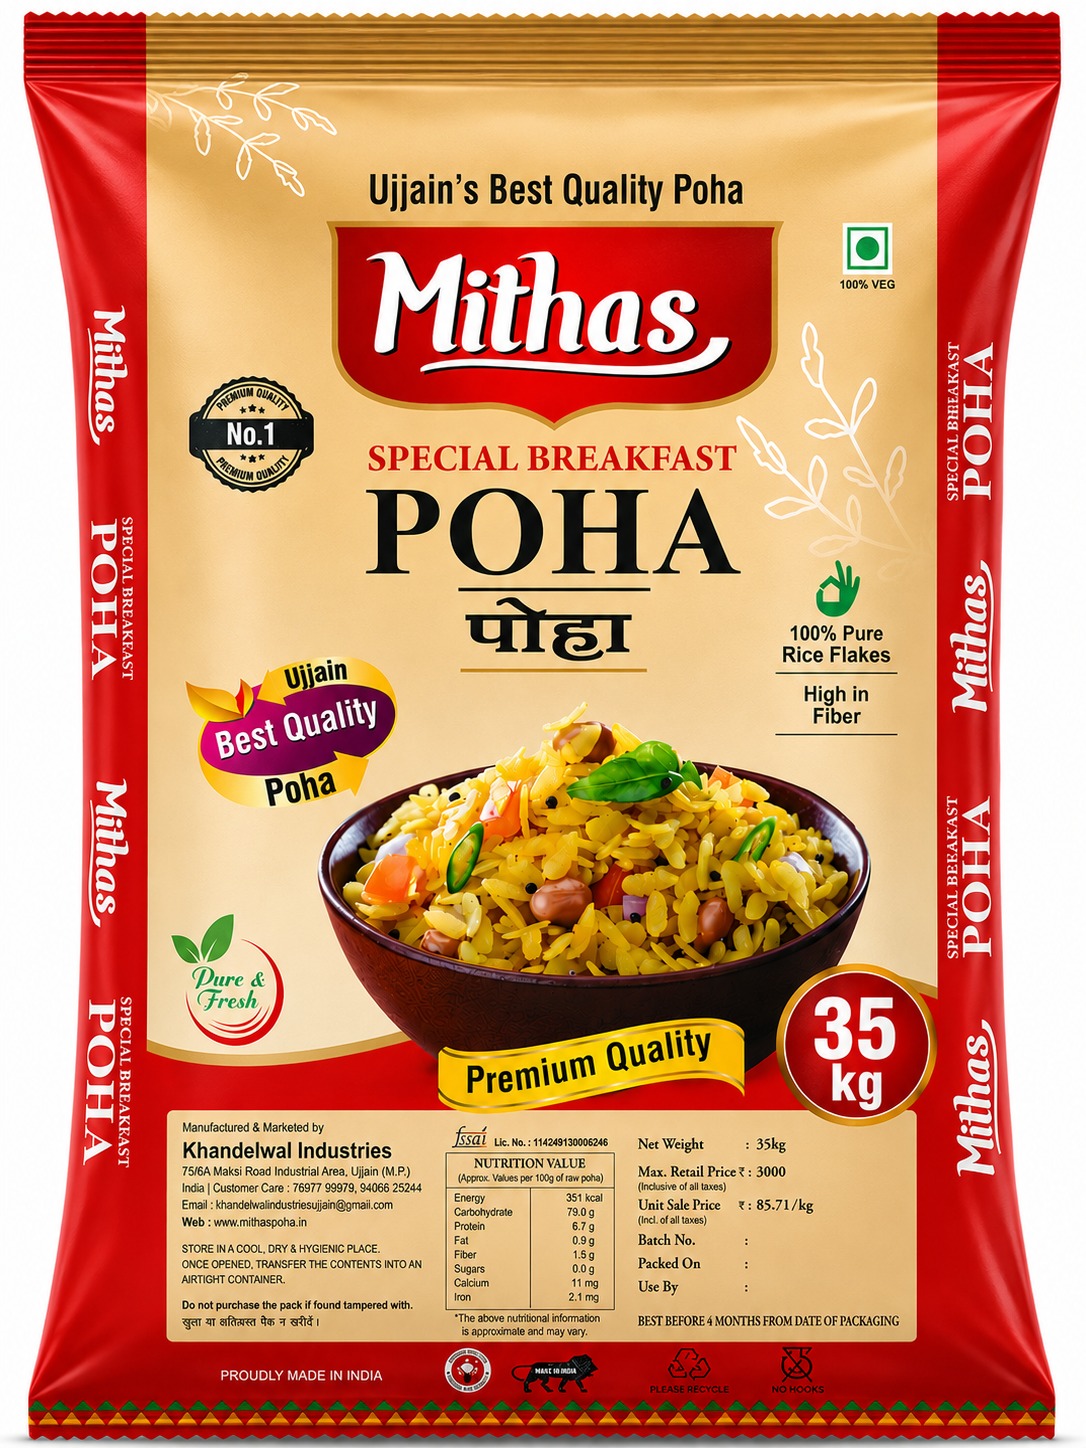 Ujjain's Best Quality Poha
Mithas
100% VEG
PREMIUM QUALITY
No.1
PREMIUM QUALITY
SPECIAL BREAKFAST
POHA
पोहा
100% Pure
Rice Flakes
High in
Fiber
Ujjain
Best Quality
Poha
Pure &
Fresh
Premium Quality
35
kg
Mithas
SPECIAL BREAKFAST
POHA
Mithas
SPECIAL BREAKFAST
POHA
SPECIAL
POHA
Mithas
SPECIAL
POHA
Mithas
Manufactured & Marketed by
Khandelwal Industries
75/6A Maksi Road Industrial Area, Ujjain (M.P.)
India | Customer Care : 76977 99979, 94066 25244
Email : khandelwalindustriesujjain@gmail.com
Web : www.mithaspoha.in
STORE IN A COOL, DRY & HYGIENIC PLACE.
ONCE OPENED, TRANSFER THE CONTENTS INTO AN
AIRTIGHT CONTAINER.
Do not purchase the pack if found tampered with.
खुला या क्षतिग्रस्त पैक न खरीदें।
fssai Lic. No. : 114249130006246
NUTRITION VALUE
(Approx. Values per 100g of raw poha)
Energy 351 kcal
Carbohydrate 79.0 g
Protein 6.7 g
Fat 0.9 g
Fiber 1.5 g
Sugars 0.0 g
Calcium 11 mg
Iron 2.1 mg
*The above nutritional information
is approximate and may vary.
Net Weight : 35kg
Max. Retail Price ₹ : 3000
(Inclusive of all taxes)
Unit Sale Price ₹ : 85.71/kg
(Incl. of all taxes)
Batch No. :
Packed On :
Use By :
BEST BEFORE 4 MONTHS FROM DATE OF PACKAGING
PROUDLY MADE IN INDIA
MAKE IN INDIA
PLEASE RECYCLE
NO HOOKS